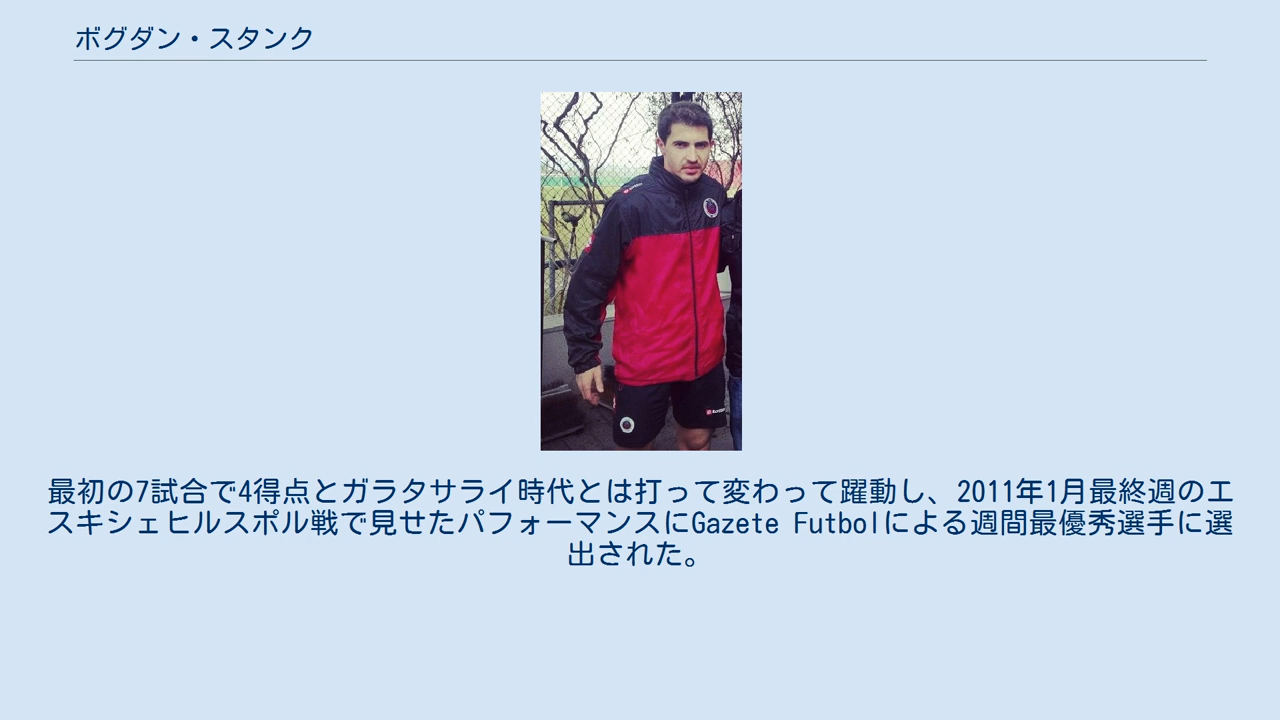 ボグダン・スタンク
最初の7試合で4得点とガラタサライ時代とは打って変わって躍動し、2011年1月最終週のエ
スキシェヒルスポル戦で見せたパフォーマンスにGazete Futbolによる週間最優秀選手に選
出された。